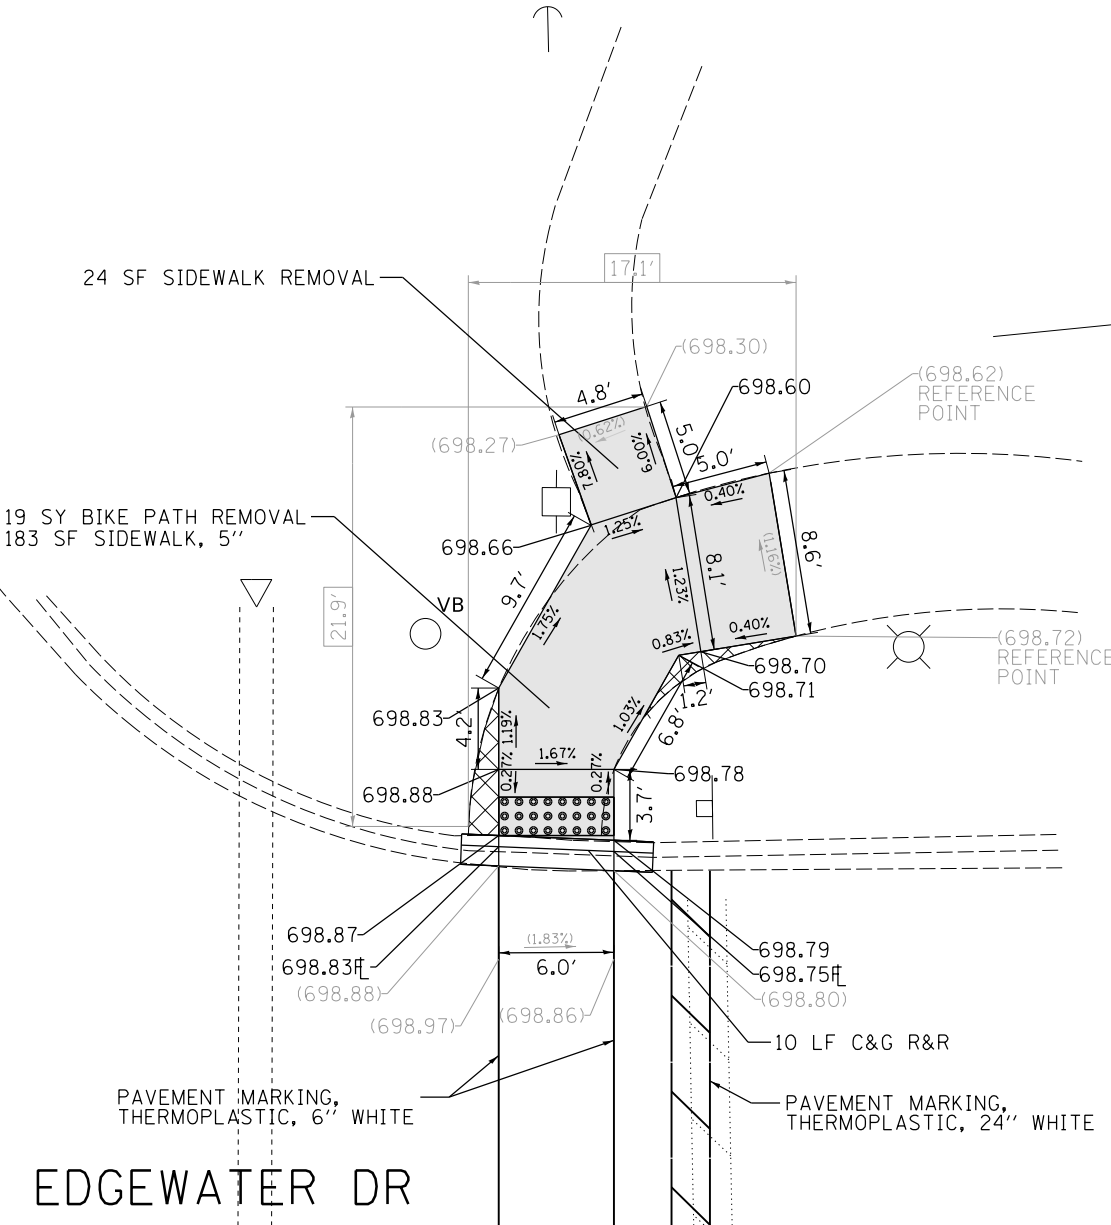 17.1'
24 SF SIDEWALK REMOVAL
(698.30)
698.60
(698.62)
REFERENCE
POINT
4.8'
(698.27)
(0.62%)
5.0'
5.0'
7.80%
6.00%
0.40%
19 SY BIKE PATH REMOVAL
183 SF SIDEWALK, 5"
698.66
1.25%
8.6'
(1.16%)
8.1'
1.23%
9.7'
VB
21.9'
1.75%
0.83%
0.40%
(698.72)
REFERENCE
POINT
698.70
698.71
1.2'
698.83
4.2'
1.19%
1.03%
6.8'
1.67%
0.27%
0.27%
698.78
698.88
3.7'
698.87
698.83 FL
(698.88)
(698.97)
(1.83%)
6.0'
(698.86)
698.79
698.75 FL
(698.80)
10 LF C&G R&R
PAVEMENT MARKING,
THERMOPLASTIC, 6" WHITE
PAVEMENT MARKING,
THERMOPLASTIC, 24" WHITE
EDGEWATER DR